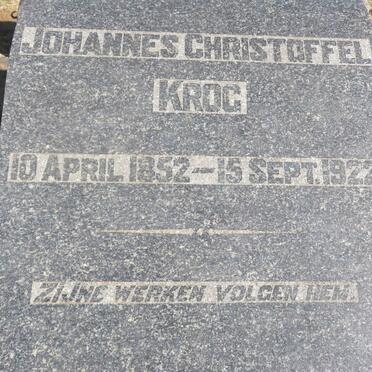 JOHANNES CHRISTOFFEL
KROG
10 APRIL 1852 — 15 SEPT. 1922
ZIJNE WERKEN VOLGEN HEM.